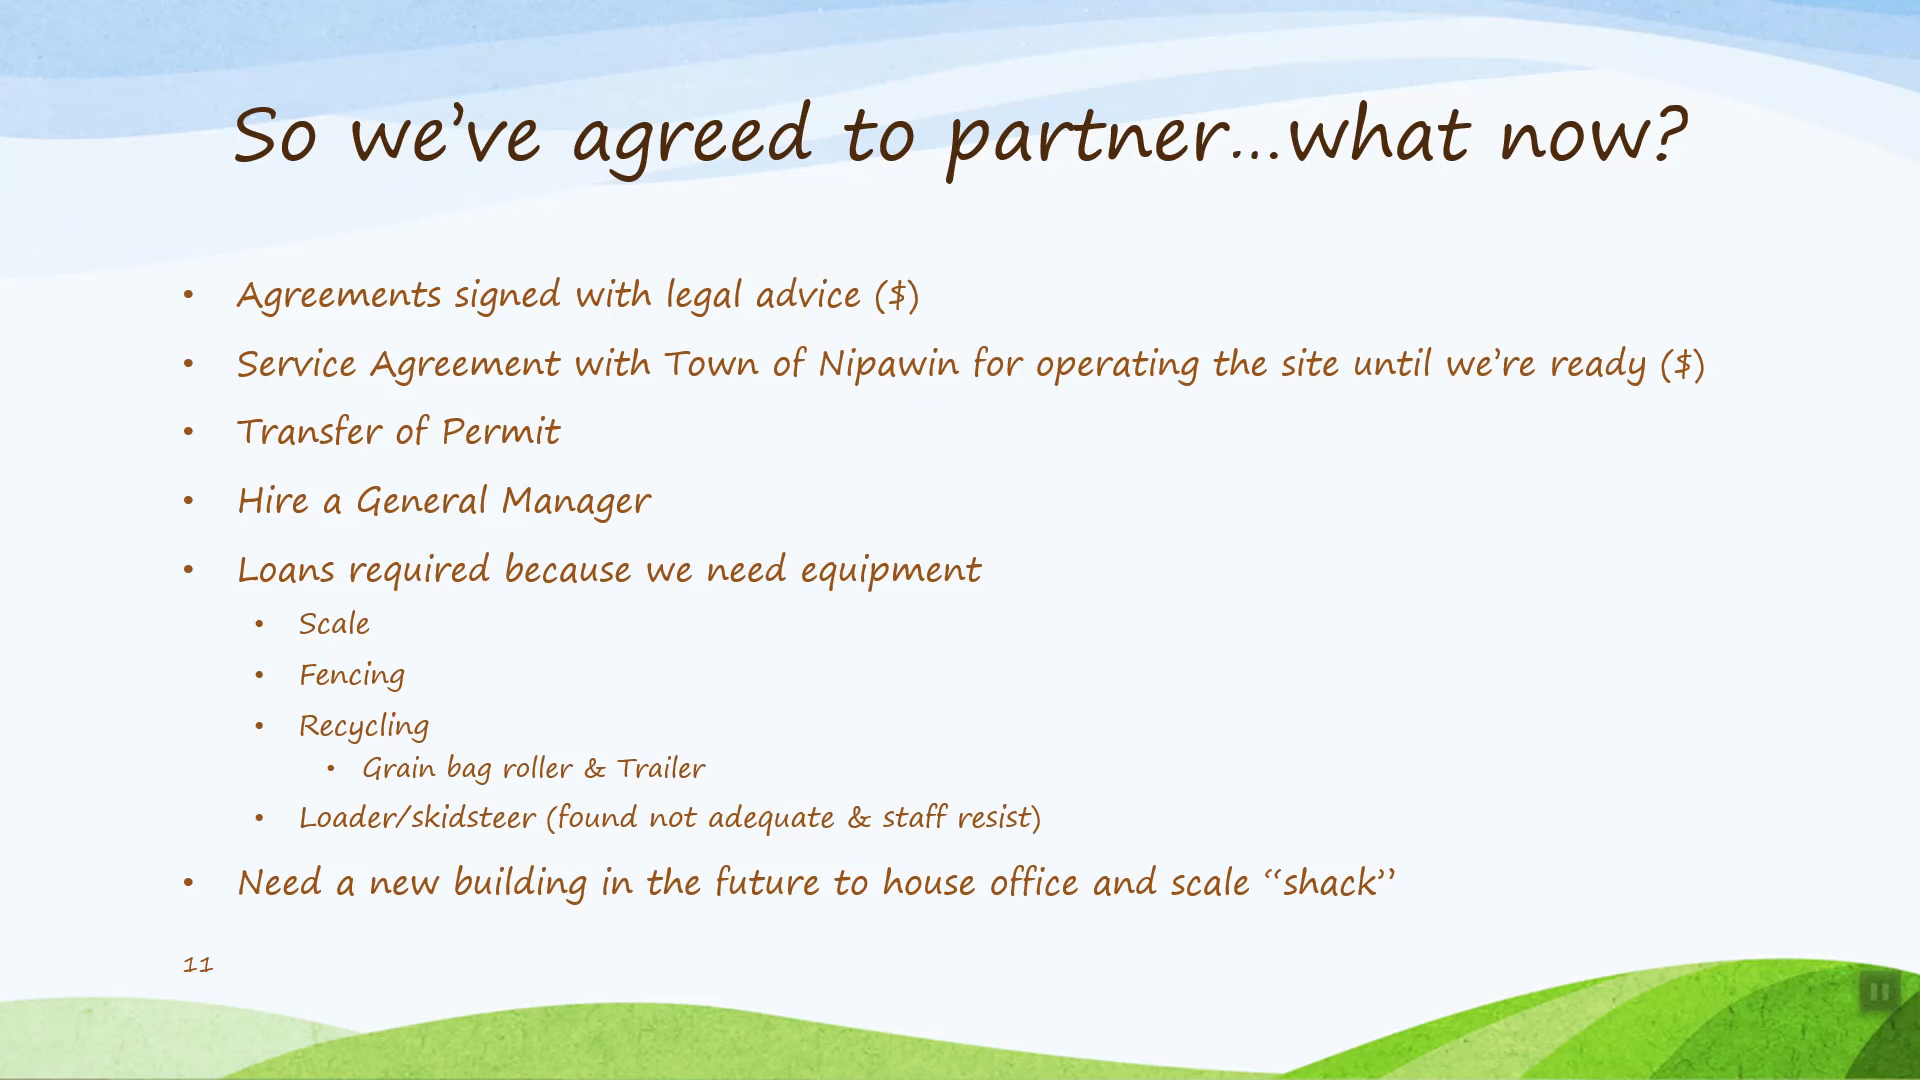 So we’ve agreed to partner...what now?
• Agreements signed with legal advice ($)
• Service Agreement with Town of Nipawin for operating the site until we’re ready ($)
• Transfer of Permit
• Hire a General Manager
• Loans required because we need equipment
• Scale
• Fencing
• Recycling
• Grain bag roller & Trailer
• Loader/skidsteer (found not adequate & staff resist)
• Need a new building in the future to house office and scale “shack”
11